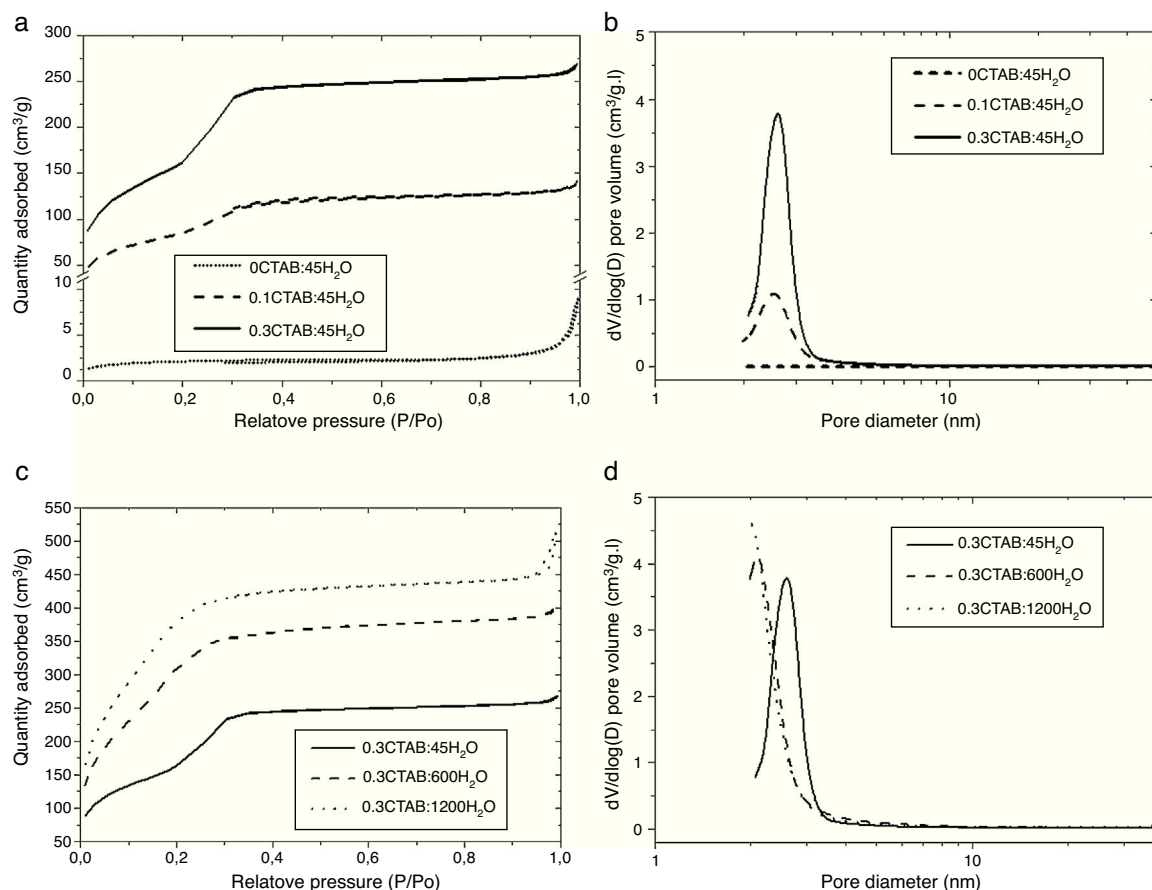 a
300
250
200
150
100
50
10
5
0
Quantity adsorbed (cm³/g)
0CTAB:45H₂O
0.1CTAB:45H₂O
0.3CTAB:45H₂O
0,0 0,2 0,4 0,6 0,8 1,0
Relatove pressure (P/Po)
b
5
4
3
2
1
0
dV/dlog(D) pore volume (cm³/g.l)
0CTAB:45H₂O
0.1CTAB:45H₂O
0.3CTAB:45H₂O
1 10
Pore diameter (nm)
c
550
500
450
400
350
300
250
200
150
100
50
Quantity adsorbed (cm³/g)
0.3CTAB:45H₂O
0.3CTAB:600H₂O
0.3CTAB:1200H₂O
0,0 0,2 0,4 0,6 0,8 1,0
Relatove pressure (P/Po)
d
5
4
3
2
1
0
dV/dlog(D) pore volume (cm³/g.l)
0.3CTAB:45H₂O
0.3CTAB:600H₂O
0.3CTAB:1200H₂O
1 10
Pore diameter (nm)